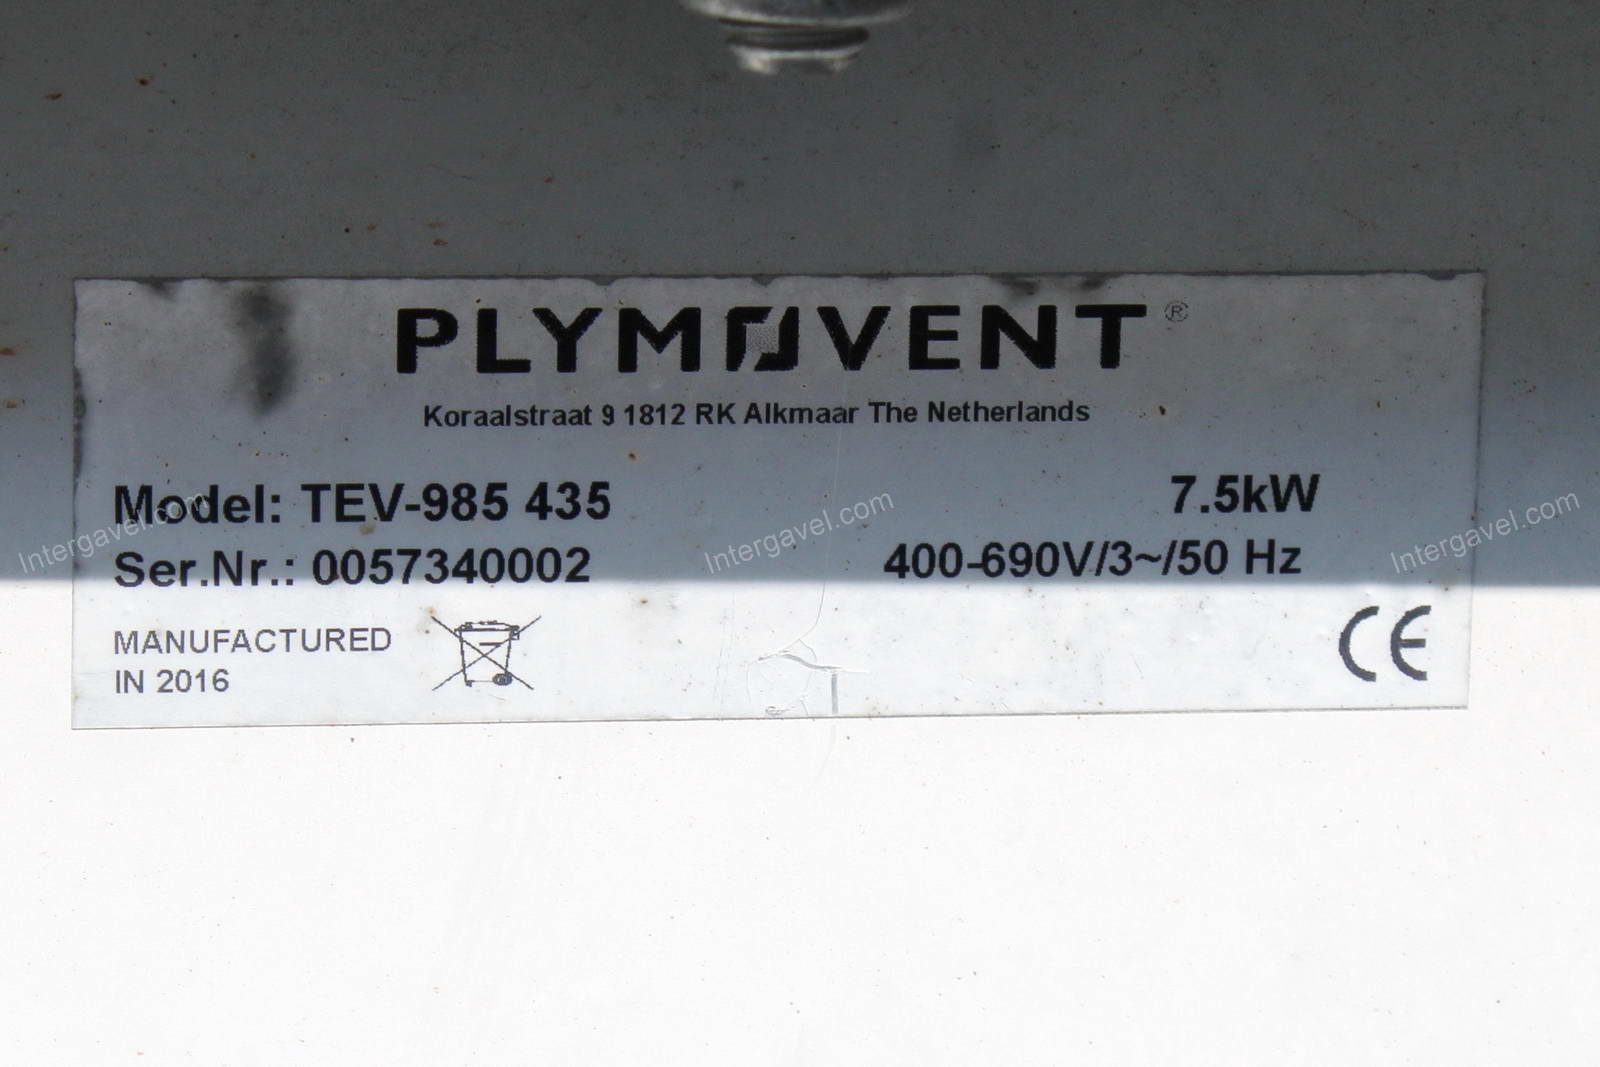 PLYMOVENT®
Koraalstraat 9 1812 RK Alkmaar The Netherlands
Model: TEV-985 435
7.5kW
Ser.Nr.: 0057340002
400-690V/3~/50 Hz
MANUFACTURED
IN 2016
CE
Intergavel.com
Intergavel.com
Intergavel.com